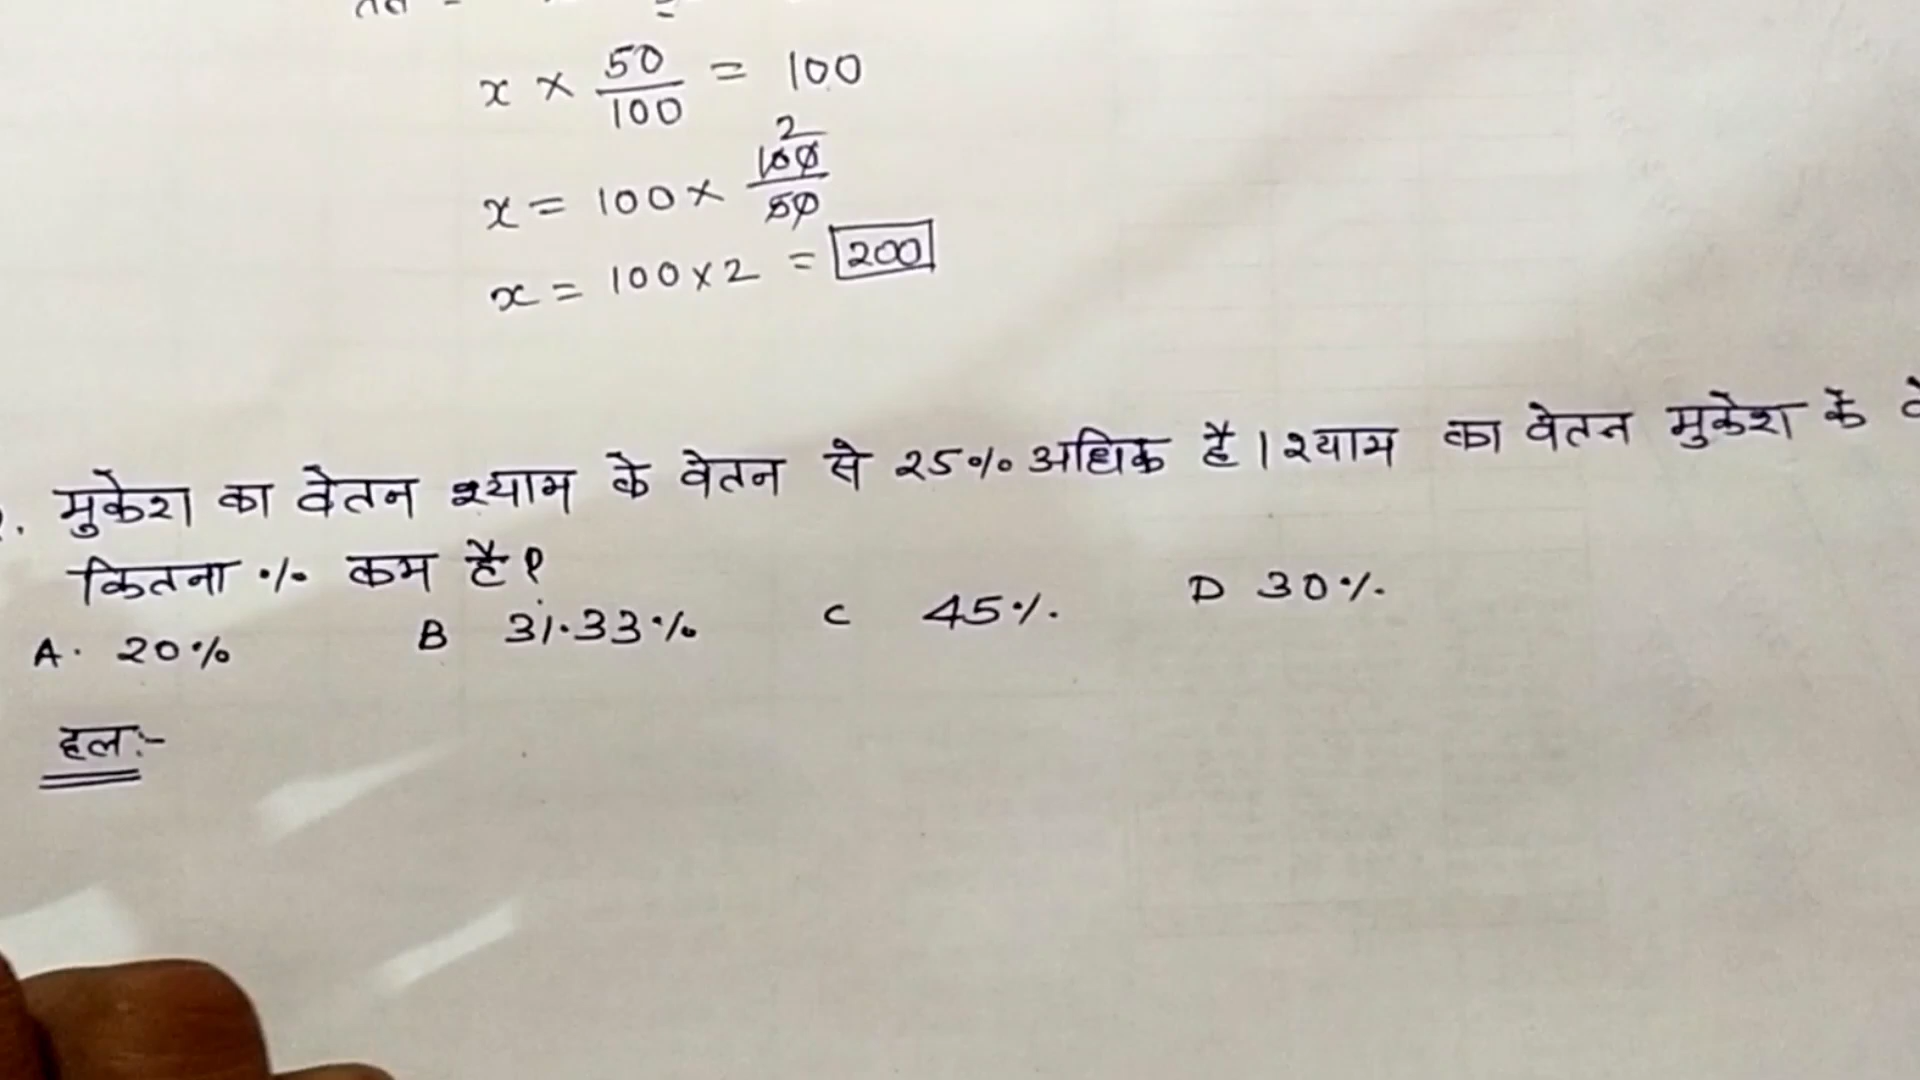 x × 50/100 = 100
2
x = 100 × 100/50
x = 100 × 2 = 200
मुकेश का वेतन श्याम के वेतन से 25% अधिक है। श्याम का वेतन मुकेश के
कितना % कम है?
A. 20% B 31.33% C 45% D 30%
हल:-